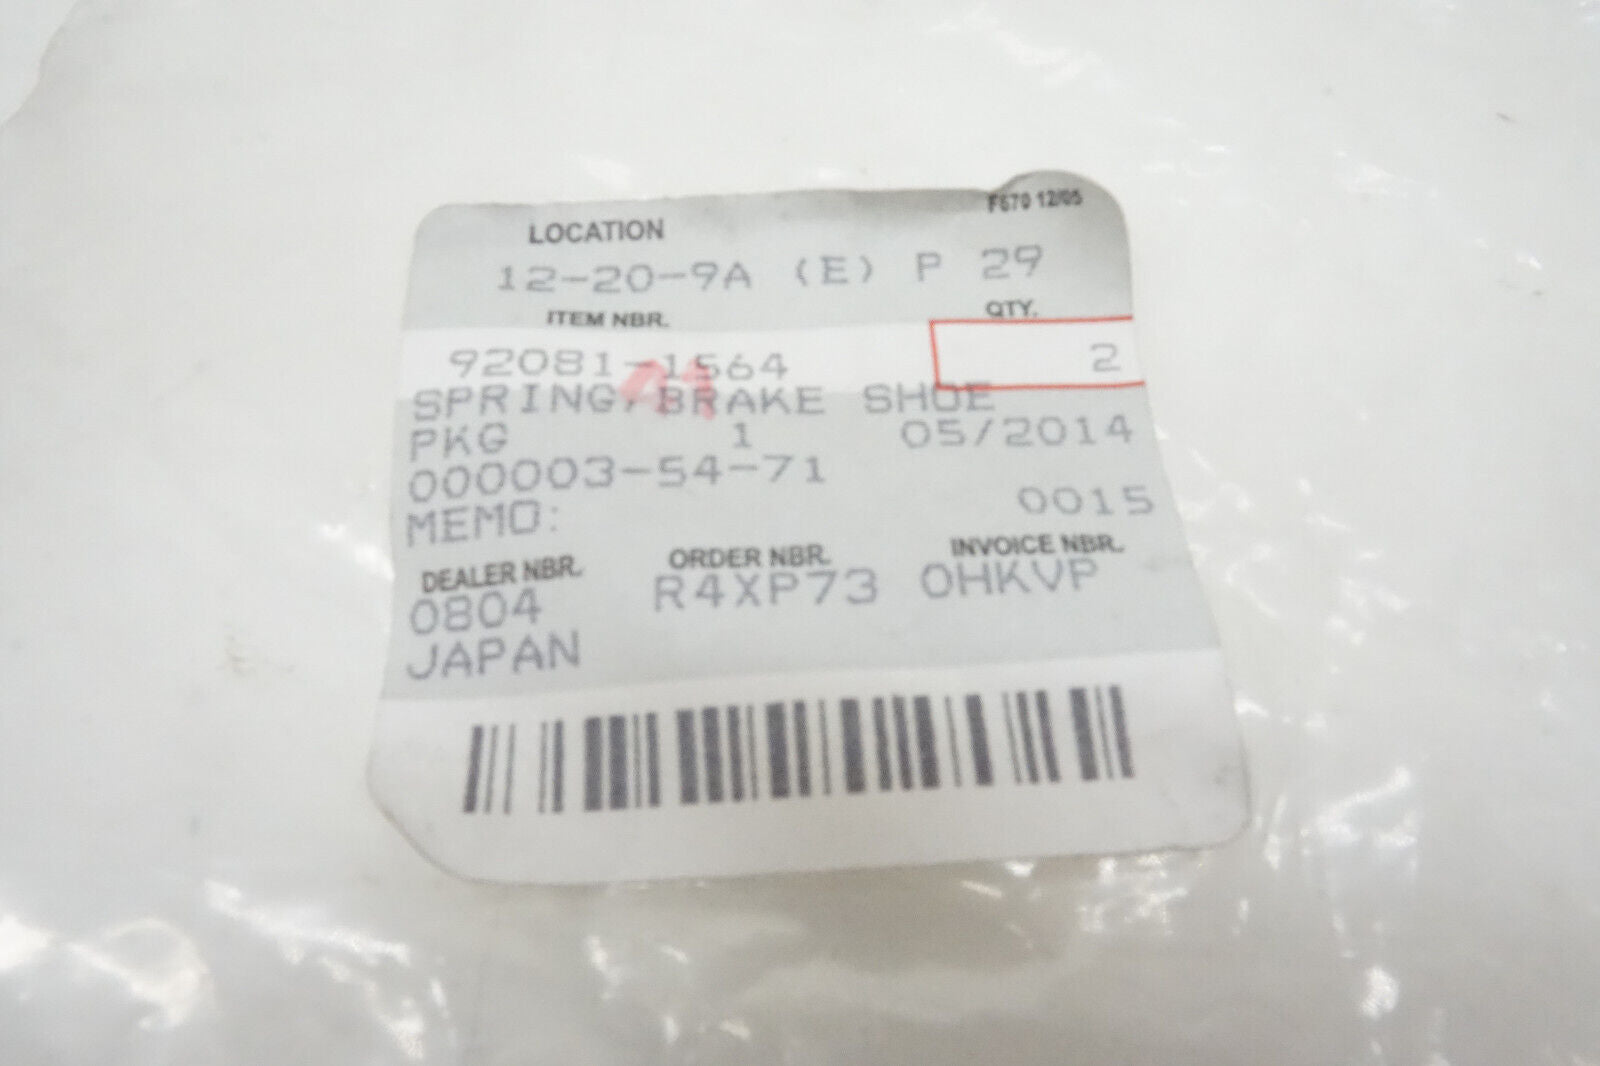 F670 12/05
LOCATION
12-20-9A (E) P 29
ITEM NBR. QTY.
92081-1564 2
41
SPRING,BRAKE SHOE
PKG 1 05/2014
000003-54-71
MEMO: 0015
DEALER NBR. ORDER NBR. INVOICE NBR.
0804 R4XP73 0HKVP
JAPAN